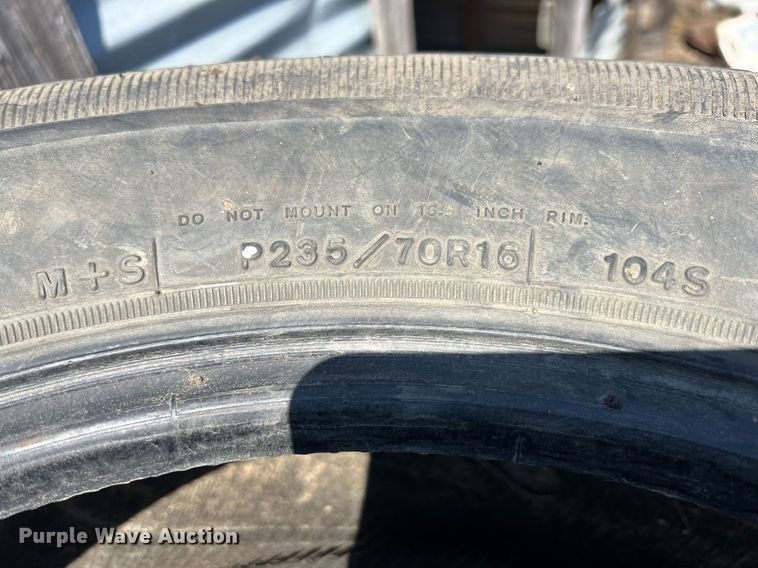 DO NOT MOUNT ON 16.5 INCH RIM.
M+S P235/70R16 104S
Purple Wave Auction